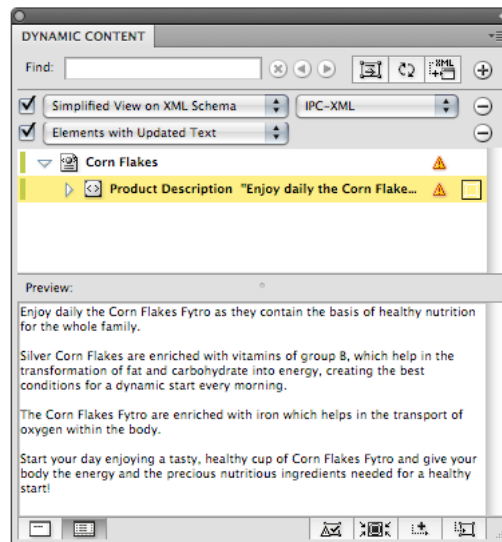 DYNAMIC CONTENT
Find:
XML
Simplified View on XML Schema
IPC-XML
Elements with Updated Text
Corn Flakes
Product Description "Enjoy daily the Corn Flake...
Preview:
Enjoy daily the Corn Flakes Fytro as they contain the basis of healthy nutrition
for the whole family.
Silver Corn Flakes are enriched with vitamins of group B, which help in the
transformation of fat and carbohydrate into energy, creating the best
conditions for a dynamic start every morning.
The Corn Flakes Fytro are enriched with iron which helps in the transport of
oxygen within the body.
Start your day enjoying a tasty, healthy cup of Corn Flakes Fytro and give your
body the energy and the precious nutritious ingredients needed for a healthy
start!